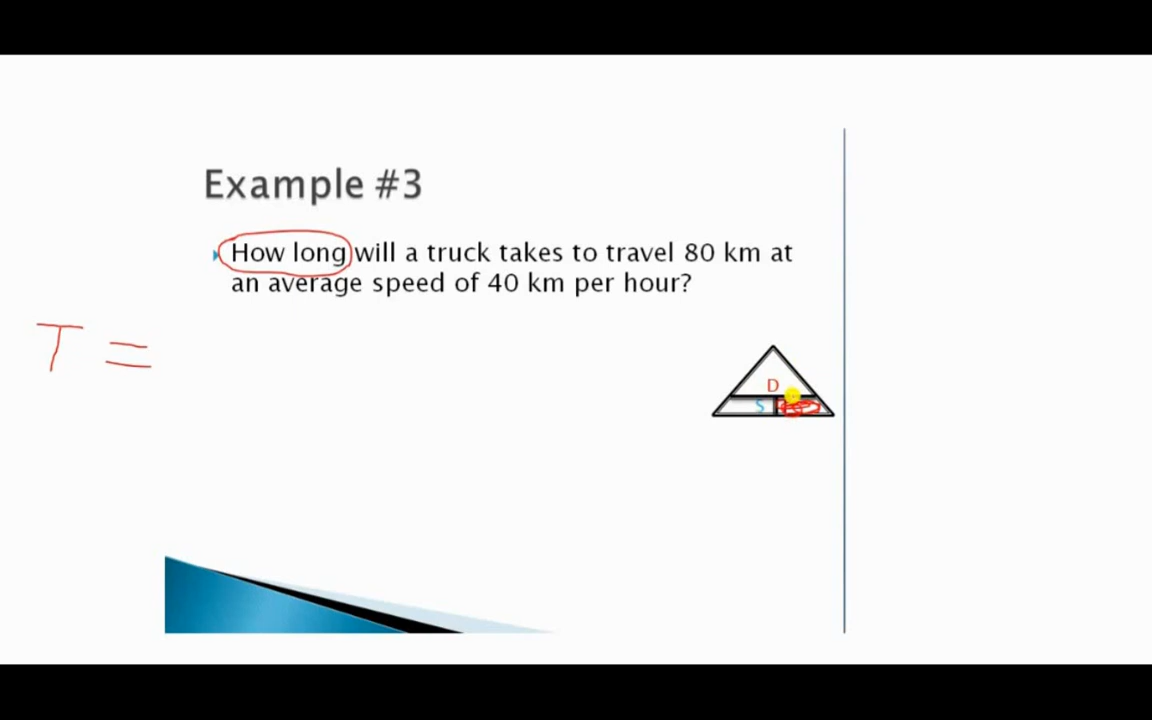 Example #3
How long will a truck takes to travel 80 km at
an average speed of 40 km per hour?
T =
D
S